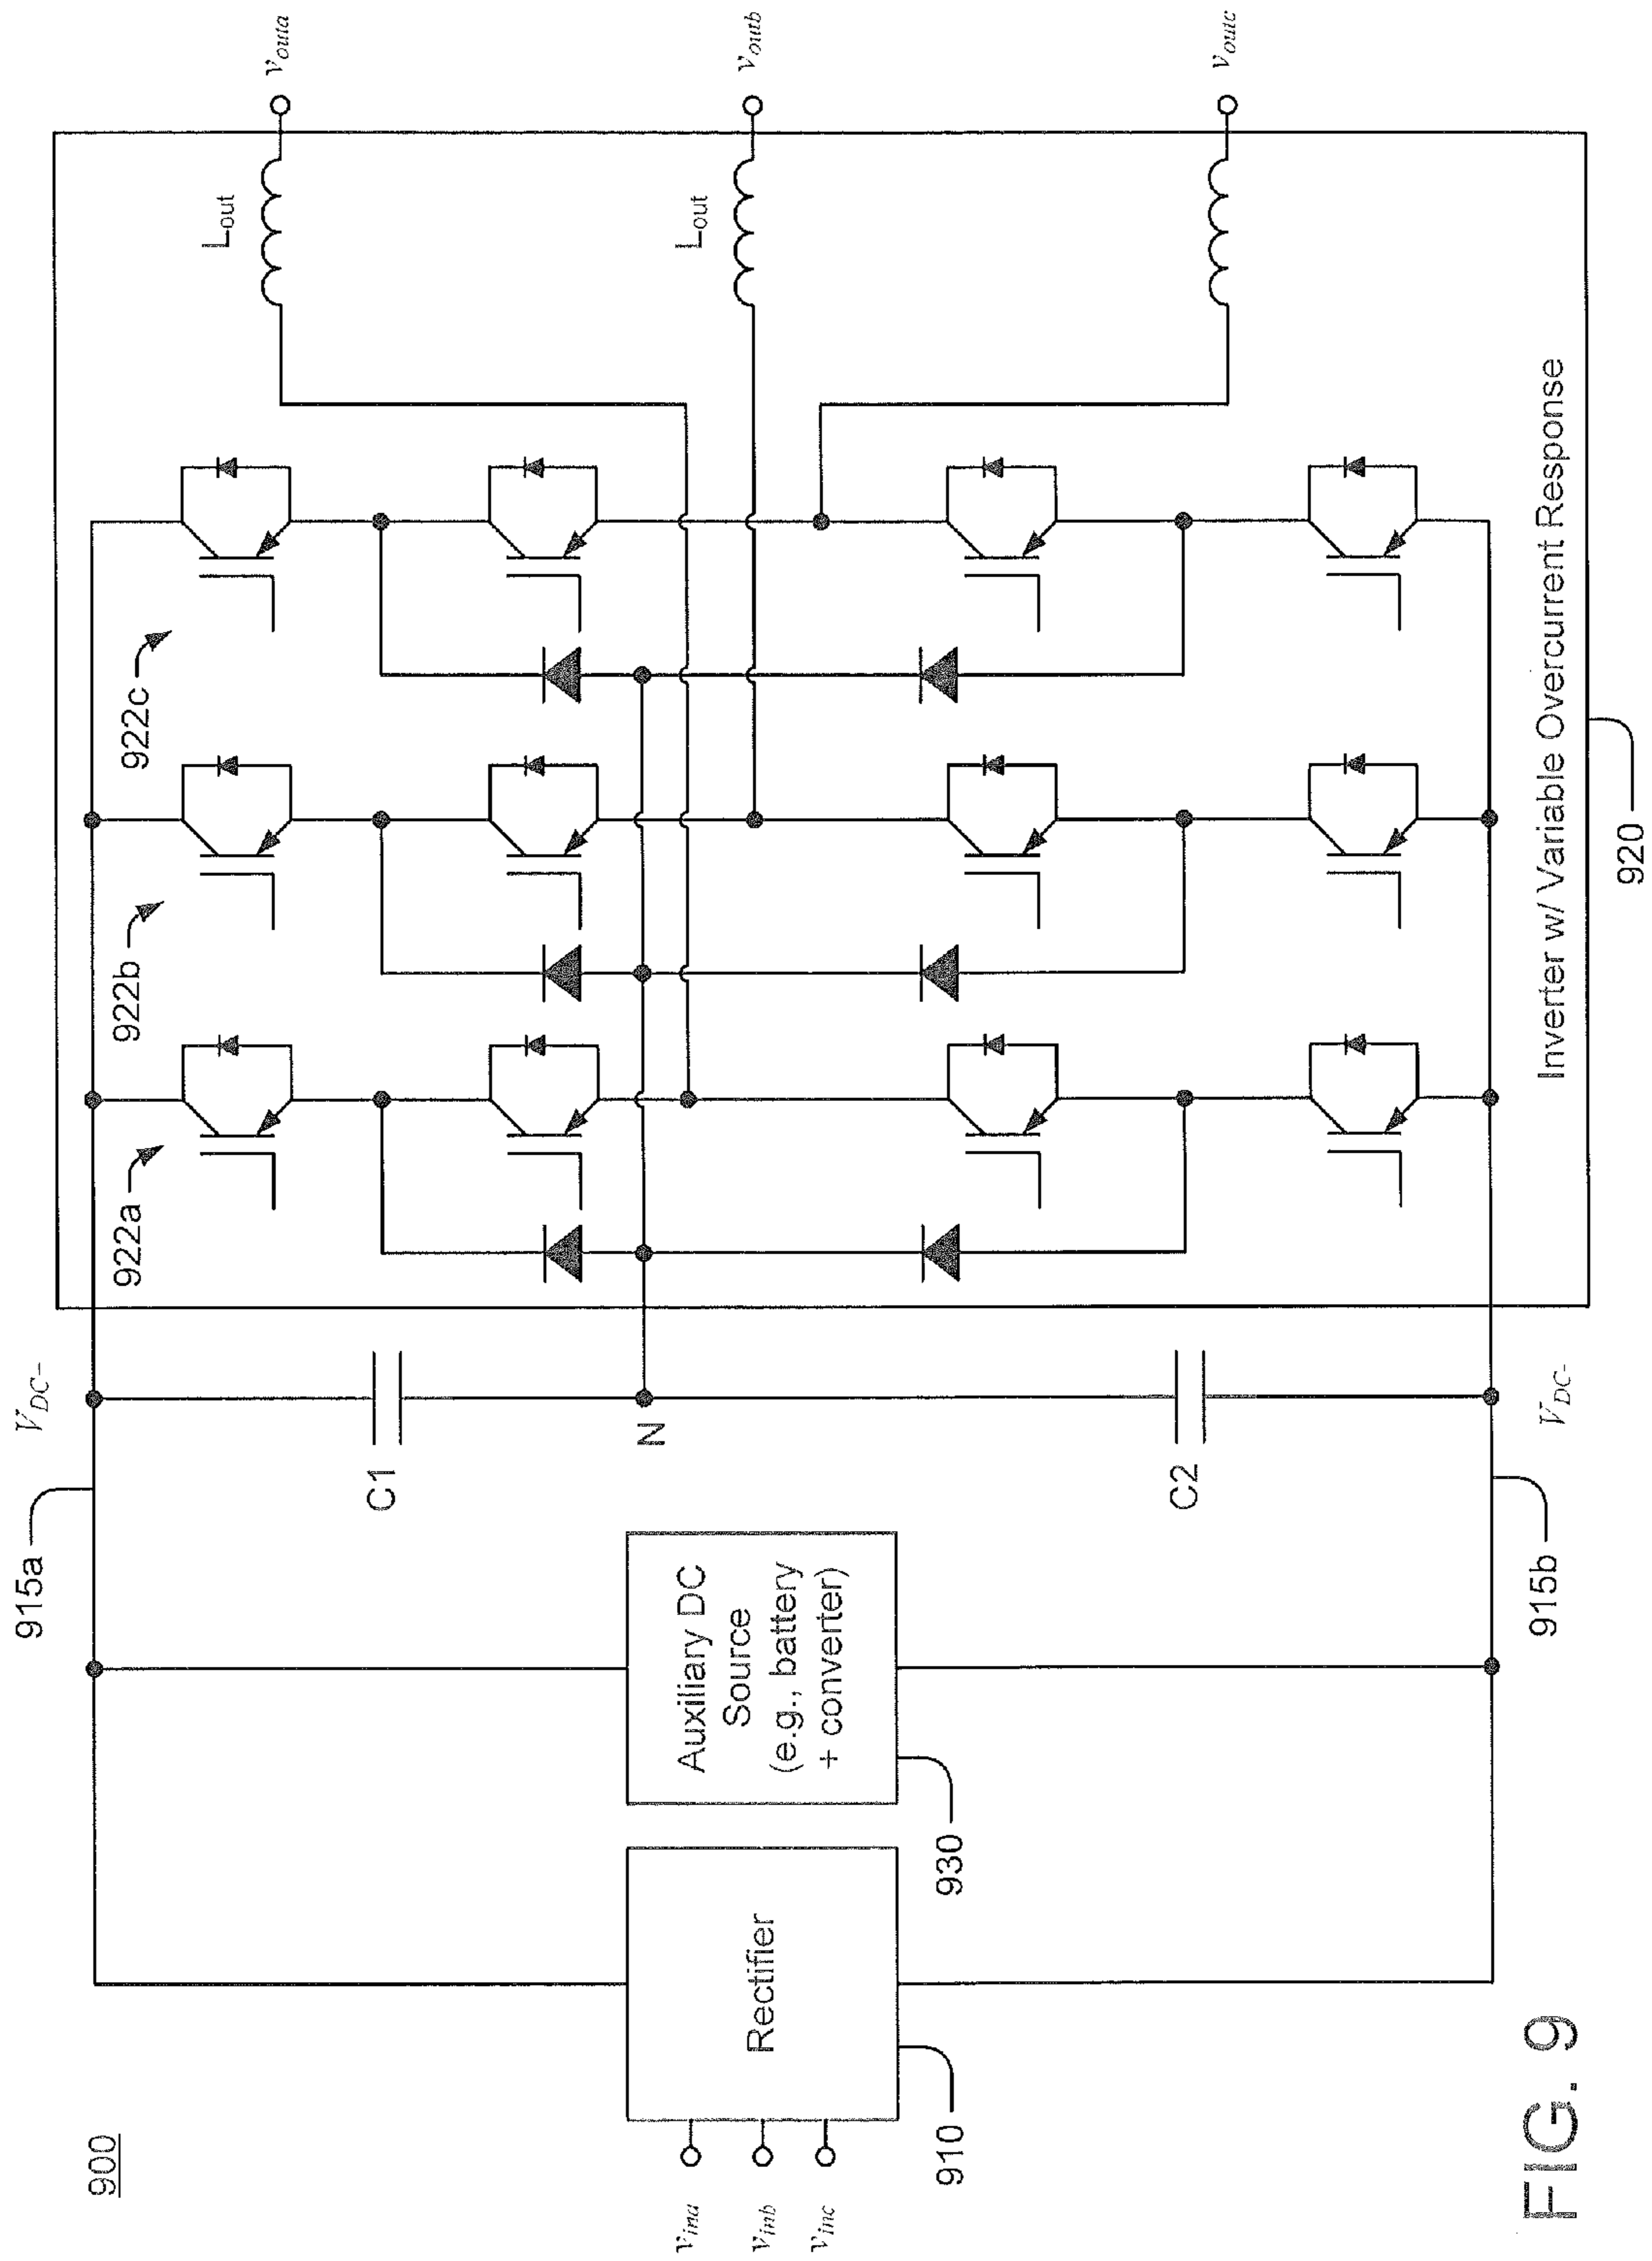 900
v_ina
v_inb
v_inc
Rectifier
910
Auxiliary DC
Source
(e.g., battery
+ converter)
930
915a
V_DC-
C1
N
C2
915b
V_DC-
922a
922b
922c
L_out
L_out
v_outa
v_outb
v_outc
Inverter w/ Variable Overcurrent Response
920
FIG. 9